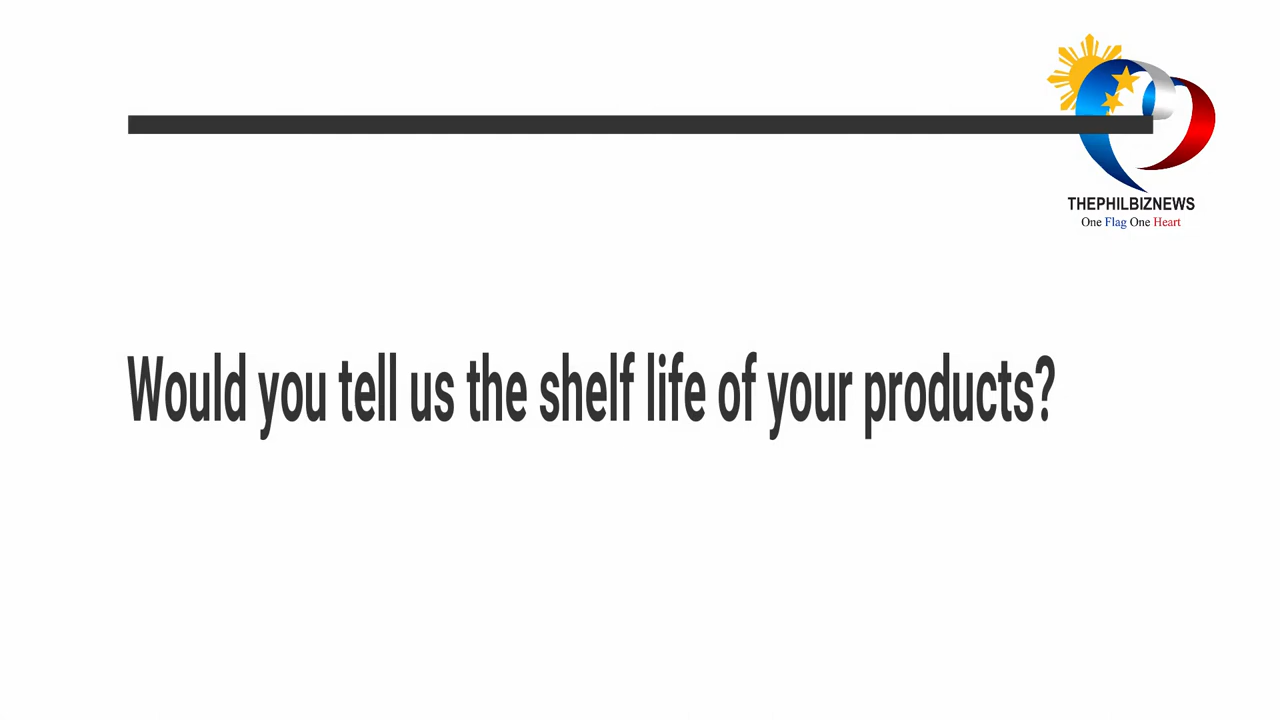 THEPHILBIZNEWS
One Flag One Heart
Would you tell us the shelf life of your products?